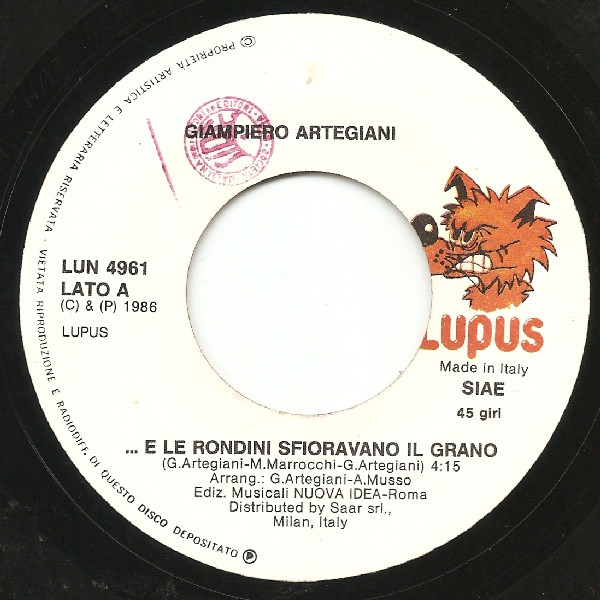 © PROPRIETÀ ARTISTICA E LETTERARIA RISERVATA · VIETATA RIPRODUZIONE E RADIODIFF. DI QUESTO DISCO DEPOSITATO ℗
GIAMPIERO ARTEGIANI
LUN 4961
LATO A
(C) & (P) 1986
LUPUS
LUPUS
Made in Italy
SIAE
45 giri
... E LE RONDINI SFIORAVANO IL GRANO
(G.Artegiani-M.Marrocchi-G.Artegiani) 4:15
Arrang.: G.Artegiani-A.Musso
Ediz. Musicali NUOVA IDEA-Roma
Distributed by Saar srl.,
Milan, Italy